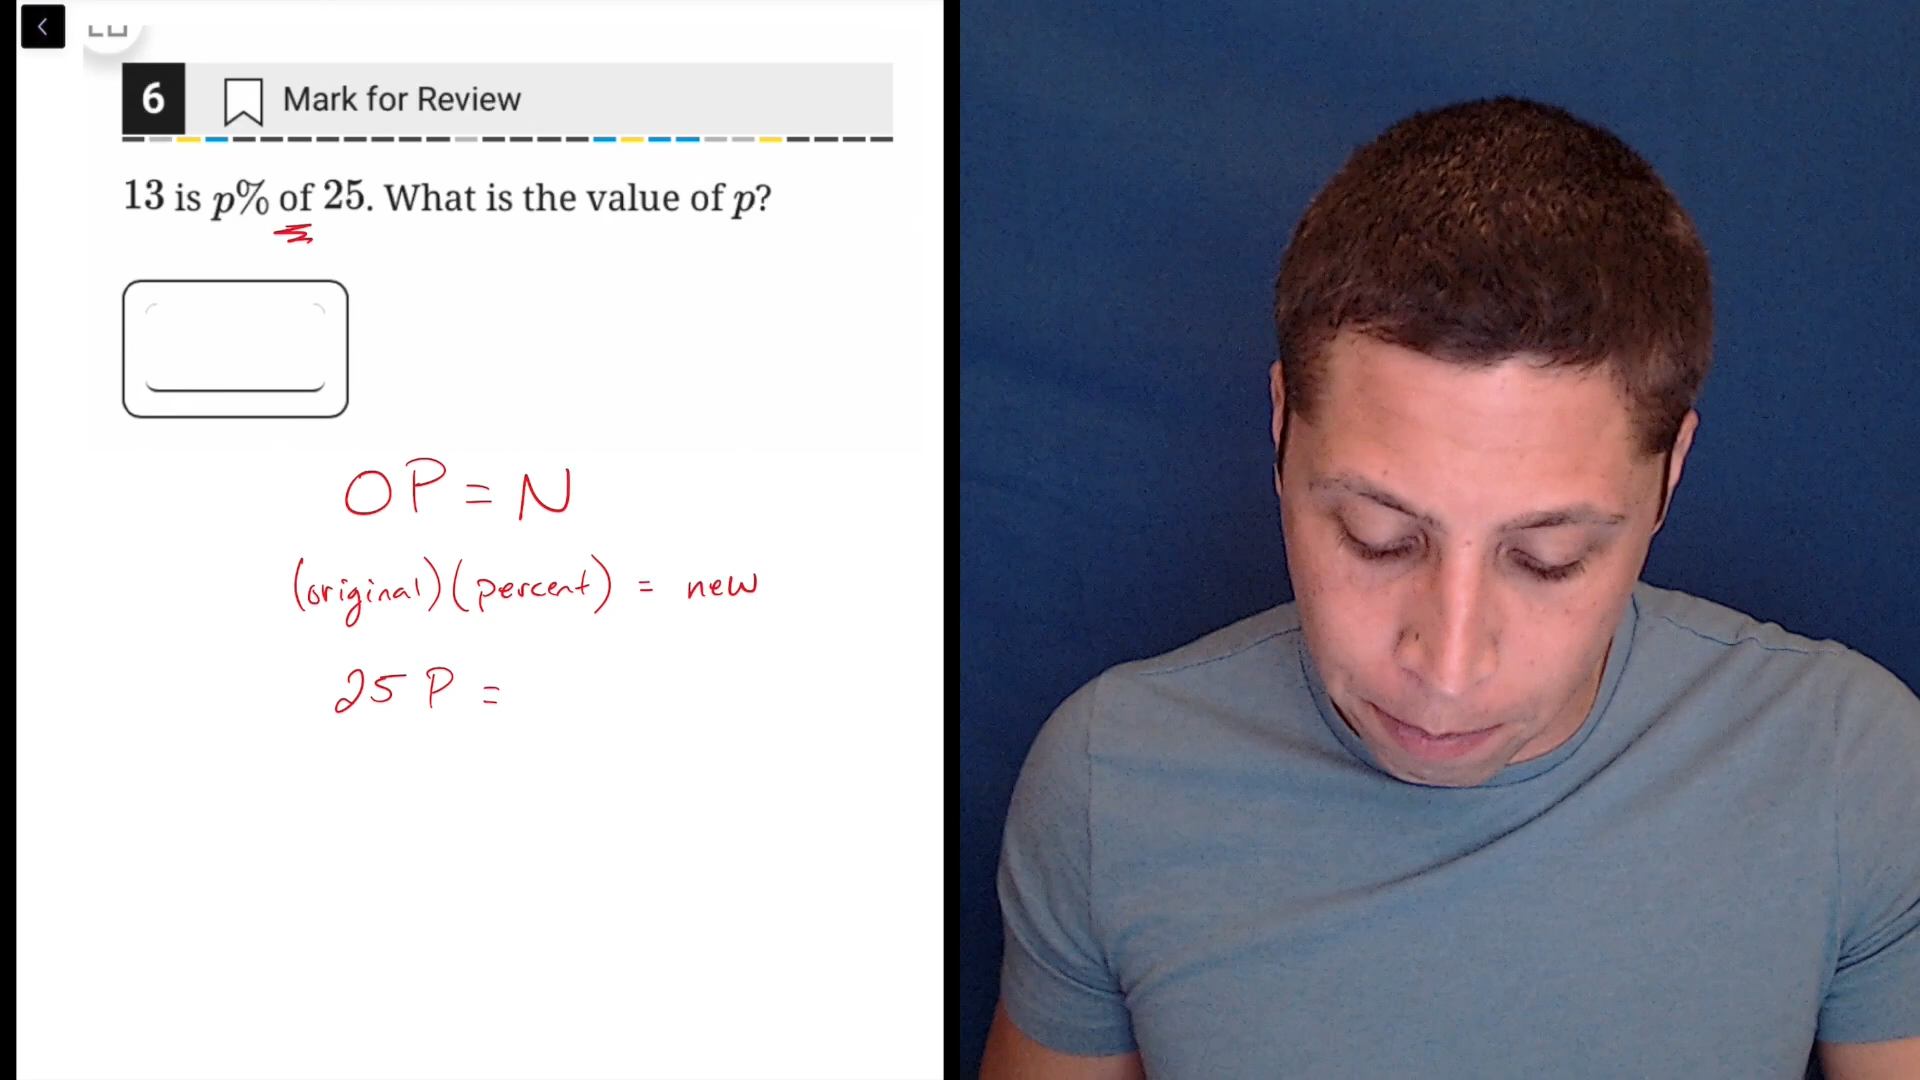 6 Mark for Review
13 is p% of 25. What is the value of p?
OP = N
(original)(percent) = new
25 P =